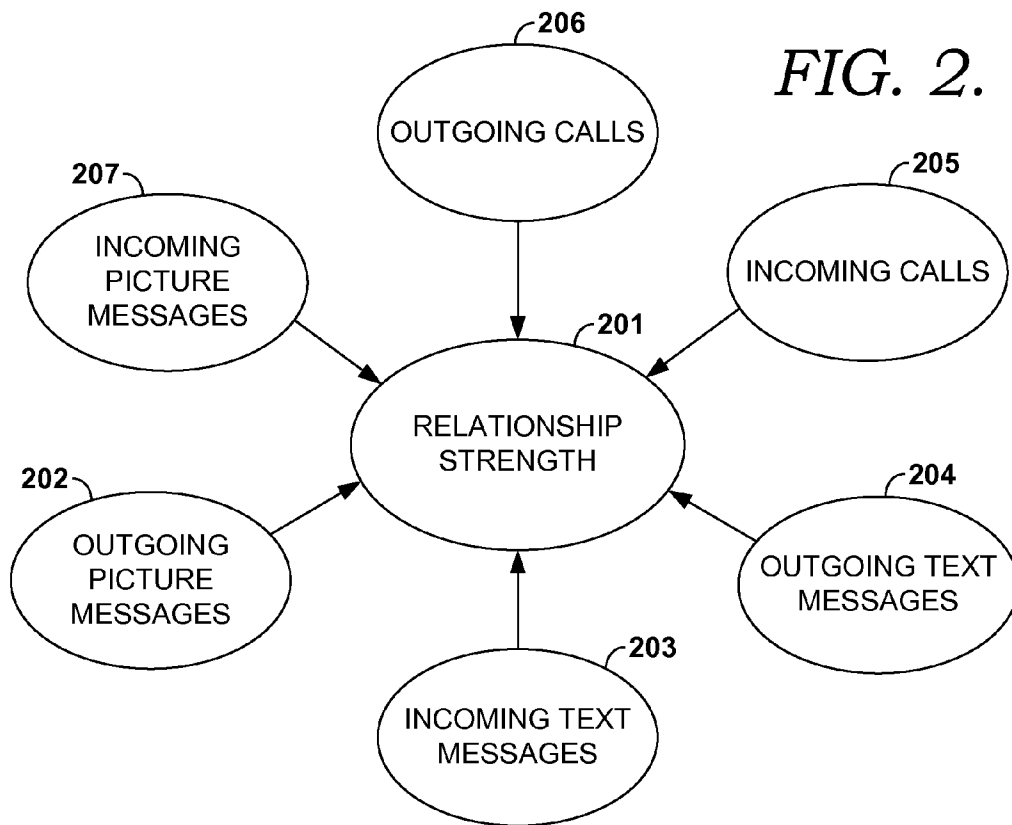 206
FIG. 2.
OUTGOING CALLS
207
205
INCOMING
PICTURE
MESSAGES
INCOMING CALLS
201
RELATIONSHIP
STRENGTH
202
204
OUTGOING
PICTURE
MESSAGES
OUTGOING TEXT
MESSAGES
203
INCOMING TEXT
MESSAGES